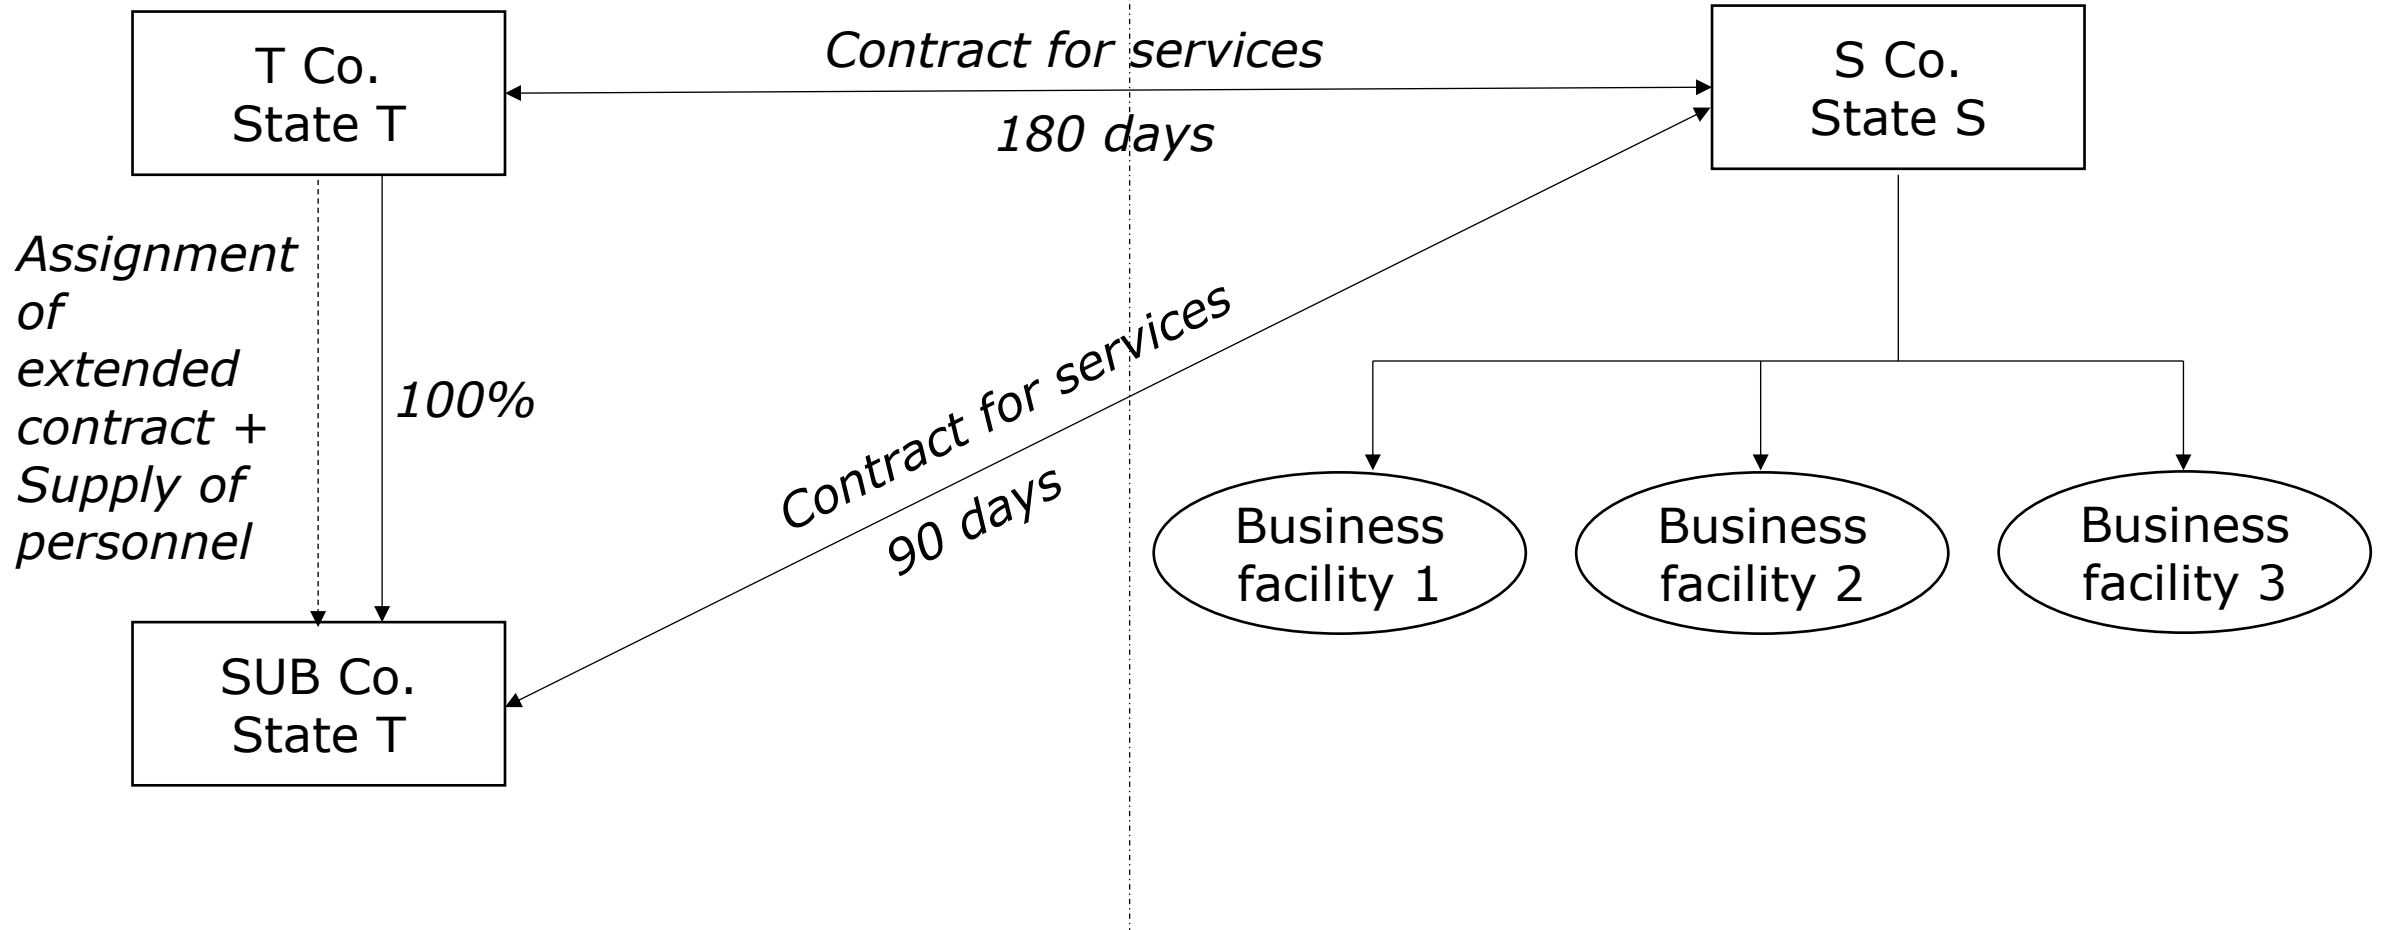 T Co.
State T
Contract for services
180 days
S Co.
State S
Assignment
of
extended
contract +
Supply of
personnel
100%
Contract for services
90 days
Business
facility 1
Business
facility 2
Business
facility 3
SUB Co.
State T